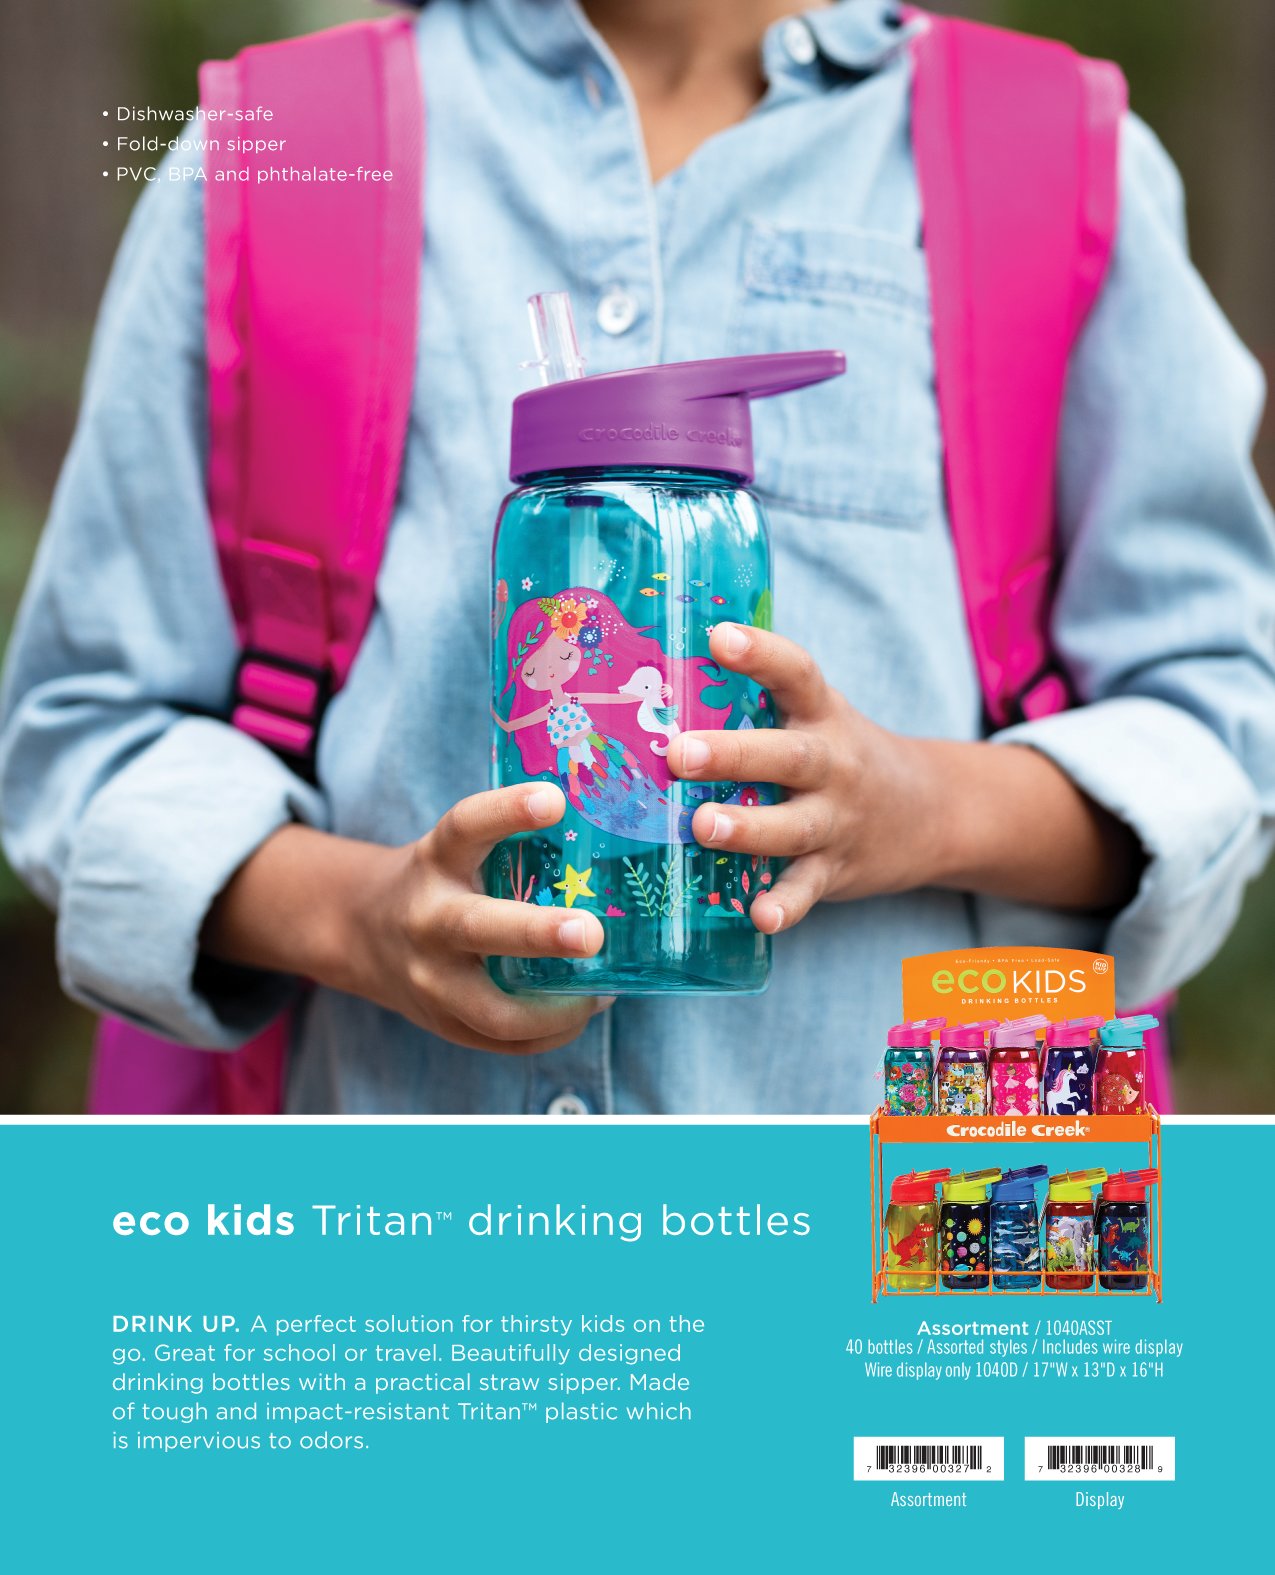 • Dishwasher-safe
• Fold-down sipper
• PVC, BPA and phthalate-free
crocodile creek®
Eco-Friendly • BPA Free • Lead-Safe
eco KIDS
DRINKING BOTTLES
crocodile creek®
eco kids Tritan™ drinking bottles
DRINK UP. A perfect solution for thirsty kids on the
go. Great for school or travel. Beautifully designed
drinking bottles with a practical straw sipper. Made
of tough and impact-resistant Tritan™ plastic which
is impervious to odors.
Assortment / 1040ASST
40 bottles / Assorted styles / Includes wire display
Wire display only 1040D / 17"W x 13"D x 16"H
7 32396 00327 2
Assortment
7 32396 00328 9
Display